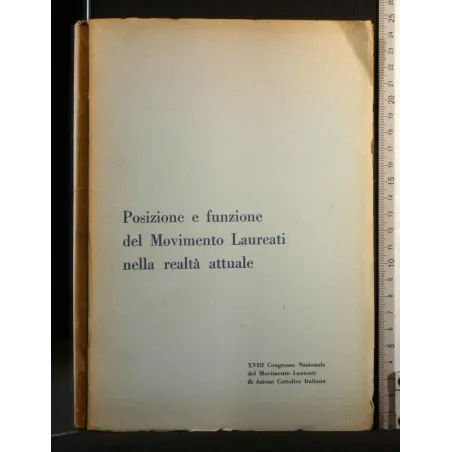 Posizione e funzione
del Movimento Laureati
nella realtà attuale
XVIII Congresso Nazionale
del Movimento Laureati
di Azione Cattolica Italiana